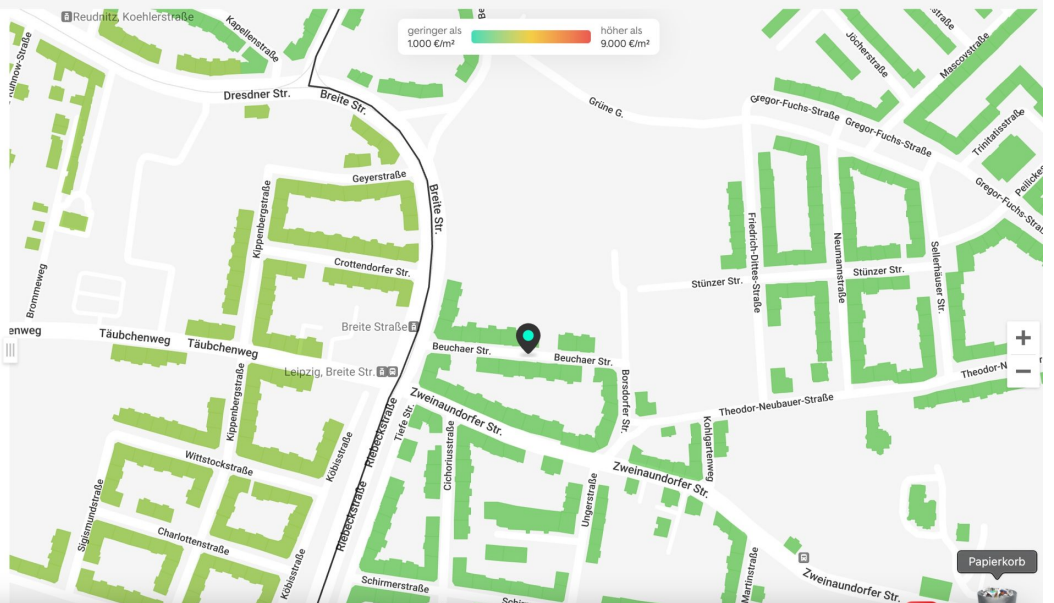 Reudnitz, Koehlerstraße
Kapellenstraße
geringer als
1.000 €/m²
höher als
9.000 €/m²
Jöcherstraße
Mascovstraße
Dresdner Str.
Breite Str.
Grüne G.
Gregor-Fuchs-Straße
Gregor-Fuchs-Straße
Trinitatisstraße
Geyerstraße
Gregor-Fuchs-Straß
Kippenbergstraße
Breite Str.
Friedrich-Dittes-Straße
Neumannstraße
Sellerhäuser Str.
Crottendorfer Str.
Stünzer Str.
Stünzer Str.
Brommeweg
enweg
Täubchenweg
Täubchenweg
Breite Straße
Beuchaer Str.
Beuchaer Str.
+
−
Leipzig, Breite Str.
Borsdorfer Str.
Theodor-N
Theodor-Neubauer-Straße
Kippenbergstraße
Zweinaundorfer Str.
Tiefe Str.
Riebeckstraße
Cichoriusstraße
Kohlgartenweg
Wittstockstraße
Köbisstraße
Zweinaundorfer Str.
Ungerstraße
Sigismundstraße
Riebeckstraße
Charlottenstraße
Köbisstraße
Schirmerstraße
Martinstraße
Zweinaundorfer Str.
Papierkorb